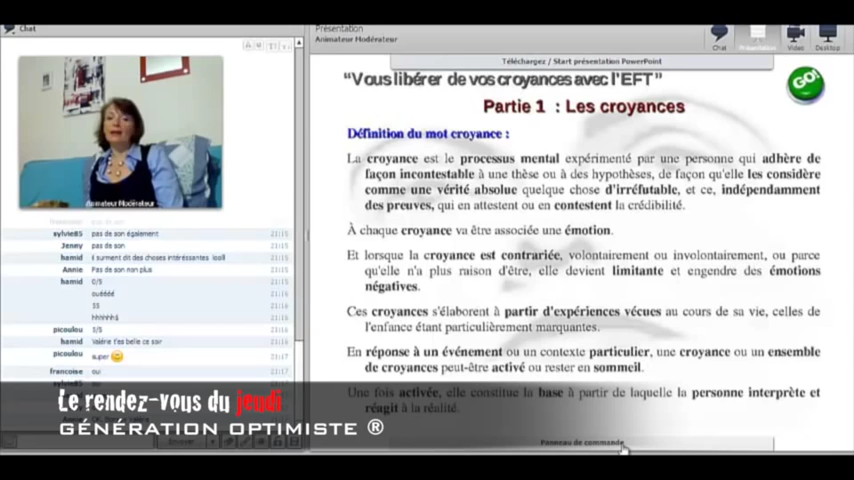 Chat
Présentation
Animateur Modérateur
Chat
Présentation
Video
Desktop
Téléchargez / Start présentation PowerPoint
GO!
“Vous libérer de vos croyances avec l'EFT”
Partie 1 : Les croyances
Définition du mot croyance :
La croyance est le processus mental expérimenté par une personne qui adhère de
façon incontestable à une thèse ou à des hypothèses, de façon qu'elle les considère
comme une vérité absolue quelque chose d'irréfutable, et ce, indépendamment
des preuves, qui en attestent ou en contestent la crédibilité.
À chaque croyance va être associée une émotion.
Et lorsque la croyance est contrariée, volontairement ou involontairement, ou parce
qu'elle n'a plus raison d'être, elle devient limitante et engendre des émotions
négatives.
Ces croyances s'élaborent à partir d'expériences vécues au cours de sa vie, celles de
l'enfance étant particulièrement marquantes.
En réponse à un événement ou un contexte particulier, une croyance ou un ensemble
de croyances peut-être activé ou rester en sommeil.
Une fois activée, elle constitue la base à partir de laquelle la personne interprète et
réagit à la réalité.
Panneau de commande
Animateur Modérateur
sylvie85 pas de son également 21:15
Jenny pas de son 21:15
hamid il surment dit des choses intéréssantes looll 21:15
Annie Pas de son non plus 21:15
hamid 0/5 21:15
ouéééé 21:16
$$ 21:16
hhhhhh$ 21:16
picoulou 5/5 21:16
hamid Valérie t'es belle ce soir 21:16
picoulou super 21:17
francoise oui 21:17
sylvie85
Le rendez-vous du jeudi
GÉNÉRATION OPTIMISTE ®
Envoyer